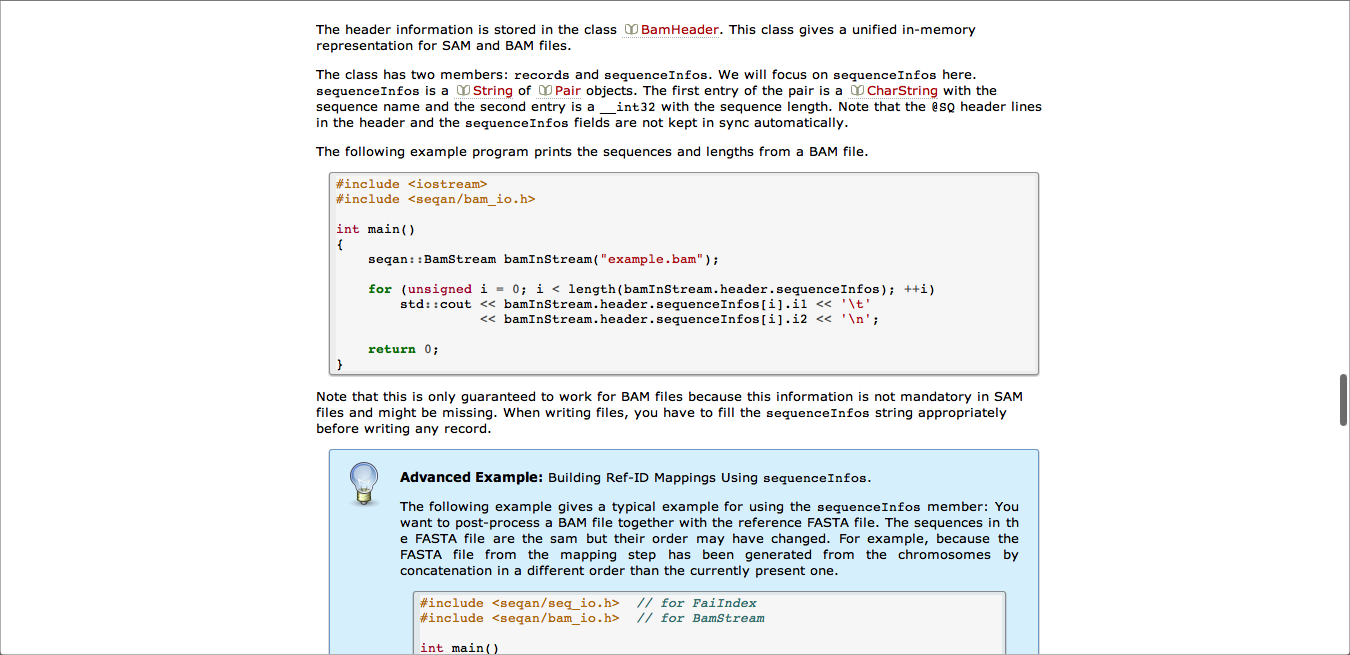 The header information is stored in the class BamHeader. This class gives a unified in-memory
representation for SAM and BAM files.
The class has two members: records and sequenceInfos. We will focus on sequenceInfos here.
sequenceInfos is a String of Pair objects. The first entry of the pair is a CharString with the
sequence name and the second entry is a __int32 with the sequence length. Note that the @SQ header lines
in the header and the sequenceInfos fields are not kept in sync automatically.
The following example program prints the sequences and lengths from a BAM file.
#include <iostream>
#include <seqan/bam_io.h>
int main()
{
    seqan::BamStream bamInStream("example.bam");
    for (unsigned i = 0; i < length(bamInStream.header.sequenceInfos); ++i)
        std::cout << bamInStream.header.sequenceInfos[i].i1 << '\t'
                  << bamInStream.header.sequenceInfos[i].i2 << '\n';
    return 0;
}
Note that this is only guaranteed to work for BAM files because this information is not mandatory in SAM
files and might be missing. When writing files, you have to fill the sequenceInfos string appropriately
before writing any record.
Advanced Example: Building Ref-ID Mappings Using sequenceInfos.
The following example gives a typical example for using the sequenceInfos member: You
want to post-process a BAM file together with the reference FASTA file. The sequences in th
e FASTA file are the sam but their order may have changed. For example, because the
FASTA file from the mapping step has been generated from the chromosomes by
concatenation in a different order than the currently present one.
#include <seqan/seq_io.h>  // for FaiIndex
#include <seqan/bam_io.h>  // for BamStream
int main()